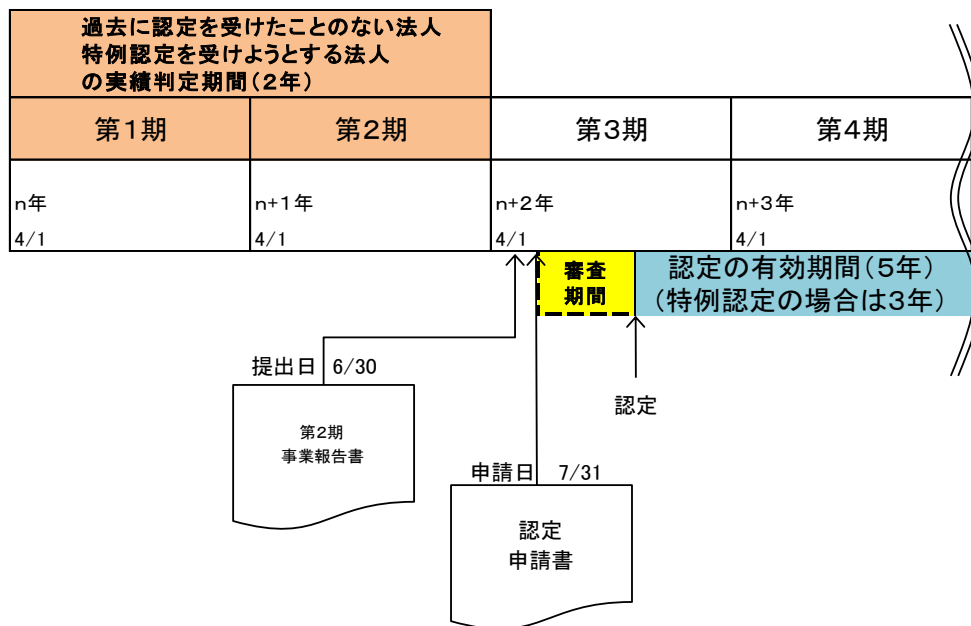 過去に認定を受けたことのない法人
特例認定を受けようとする法人
の実績判定期間(2年)
第1期
第2期
第3期
第4期
n年
4/1
n+1年
4/1
n+2年
4/1
n+3年
4/1
審査
期間
認定の有効期間(5年)
(特例認定の場合は3年)
提出日 6/30
認定
第2期
事業報告書
申請日 7/31
認定
申請書